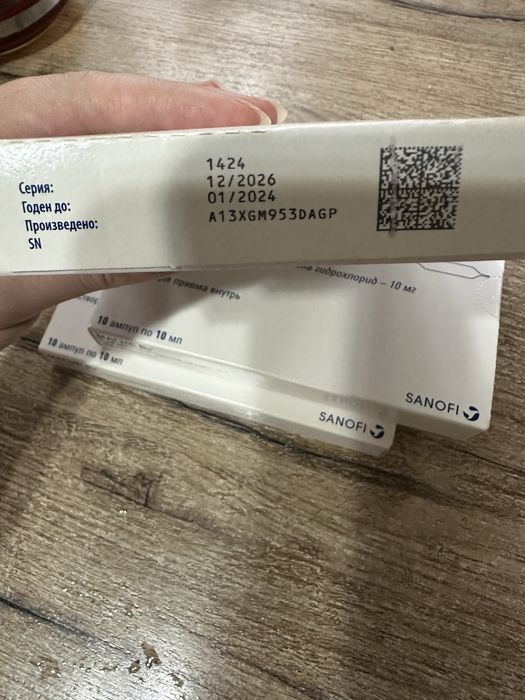 Серия: 1424
Годен до: 12/2026
Произведено: 01/2024
SN A13XGM953DAGP
гидрохлорид – 10 мг
для приема внутрь
10 ампул по 10 мл
SANOFI
10 ампул по 10 мл
SANOFI